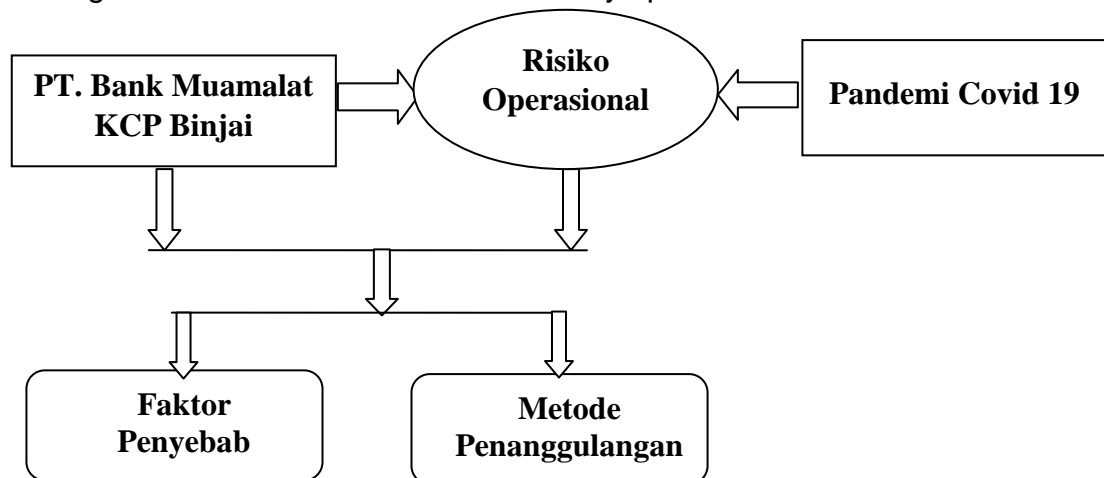 PT. Bank Muamalat
KCP Binjai
Risiko
Operasional
Pandemi Covid 19
Faktor
Penyebab
Metode
Penanggulangan